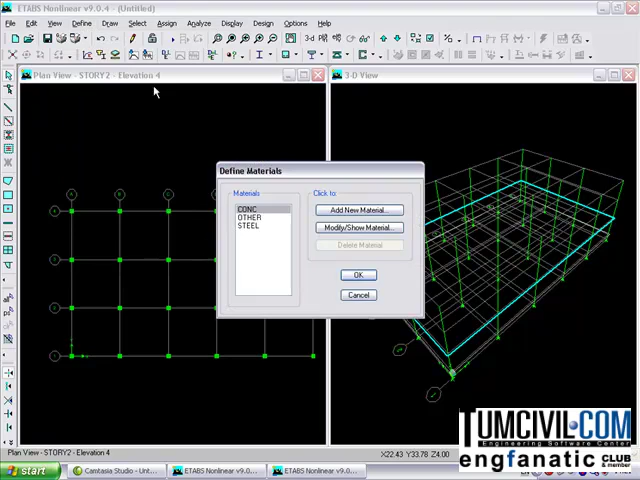 ETABS Nonlinear v9.0.4 - (Untitled)
File Edit View Define Draw Select Assign Analyze Display Design Options Help
Plan View - STORY2 - Elevation 4
3-D View
Define Materials
Materials
CONC
OTHER
STEEL
Click to:
Add New Material...
Modify/Show Material...
Delete Material
OK
Cancel
TUMCIVIL.COM
Engineering Software Center
engfanatic CLUB
& member
Plan View - STORY2 - Elevation 4
X22.43 Y33.78 Z4.00
start
Camtasia Studio - Unt...
ETABS Nonlinear v9.0...
ETABS Nonlinear v9.0...